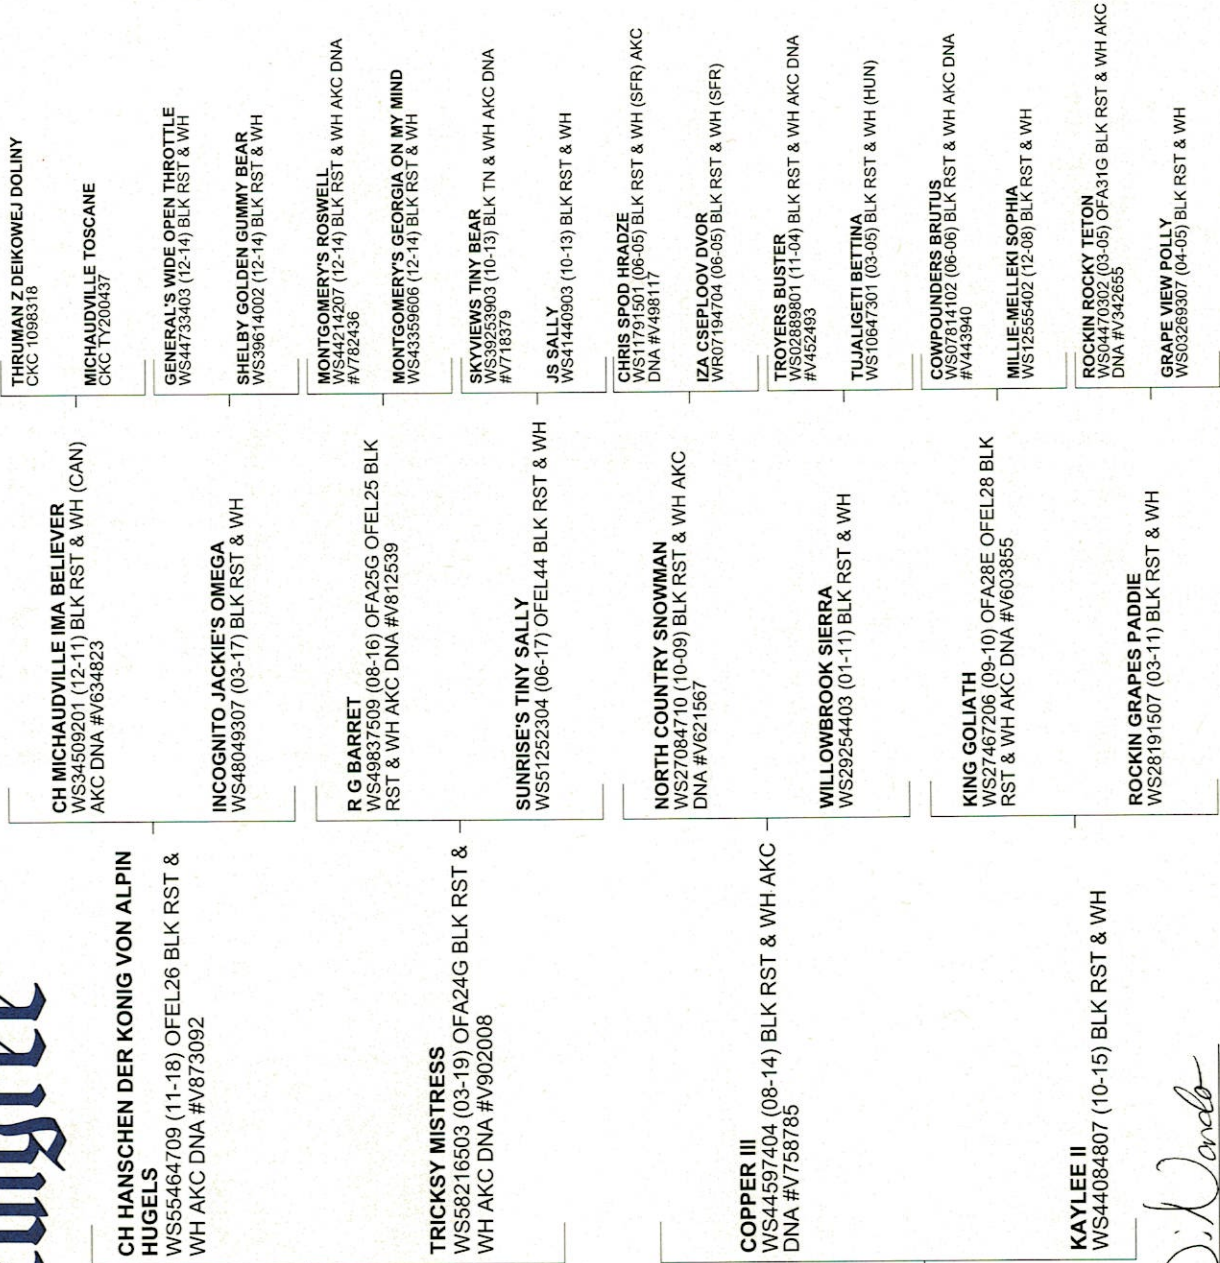 CH HANSCHEN DER KONIG VON ALPIN
HUGELS
WS55464709 (11-18) OFEL26 BLK RST &
WH AKC DNA #V873092
TRICKSY MISTRESS
WS58216503 (03-19) OFA24G BLK RST &
WH AKC DNA #V902008
COPPER III
WS44597404 (08-14) BLK RST & WH AKC
DNA #V758785
KAYLEE II
WS44084807 (10-15) BLK RST & WH
CH MICHAUDVILLE IMA BELIEVER
WS34509201 (12-11) BLK RST & WH (CAN)
AKC DNA #V634823
INCOGNITO JACKIE'S OMEGA
WS48049307 (03-17) BLK RST & WH
R G BARRET
WS49837509 (08-16) OFA25G OFEL25 BLK
RST & WH AKC DNA #V812539
SUNRISE'S TINY SALLY
WS51252304 (06-17) OFEL44 BLK RST & WH
NORTH COUNTRY SNOWMAN
WS27084710 (10-09) BLK RST & WH AKC
DNA #V621567
WILLOWBROOK SIERRA
WS29254403 (01-11) BLK RST & WH
KING GOLIATH
WS27467206 (09-10) OFA28E OFEL28 BLK
RST & WH AKC DNA #V603855
ROCKIN GRAPES PADDIE
WS28191507 (03-11) BLK RST & WH
THRUMAN Z DEIKOWEJ DOLINY
CKC 1098318
MICHAUDVILLE TOSCANE
CKC TY200437
GENERAL'S WIDE OPEN THROTTLE
WS44733403 (12-14) BLK RST & WH
SHELBY GOLDEN GUMMY BEAR
WS39614002 (12-14) BLK RST & WH
MONTGOMERY'S ROSWELL
WS44214207 (12-14) BLK RST & WH AKC DNA
#V782436
MONTGOMERY'S GEORGIA ON MY MIND
WS43359606 (12-14) BLK RST & WH
SKYVIEWS TINY BEAR
WS39253903 (10-13) BLK TN & WH AKC DNA
#V718379
JS SALLY
WS41440903 (10-13) BLK RST & WH
CHRIS SPOD HRADZE
WS11791501 (06-05) BLK RST & WH (SFR) AKC
DNA #V498117
IZA CSEPLOOV DVOR
WR07194704 (06-05) BLK RST & WH (SFR)
TROYERS BUSTER
WS02889801 (11-04) BLK RST & WH AKC DNA
#V452493
TUJALIGETI BETTINA
WS10647301 (03-05) BLK RST & WH (HUN)
COWPOUNDERS BRUTUS
WS07814102 (06-06) BLK RST & WH AKC DNA
#V443940
MILLIE-MELLEKI SOPHIA
WS12555402 (12-08) BLK RST & WH
ROCKIN ROCKY TETON
WS04470302 (03-05) OFA31G BLK RST & WH AKC
DNA #V342655
GRAPE VIEW POLLY
WS03269307 (04-05) BLK RST & WH